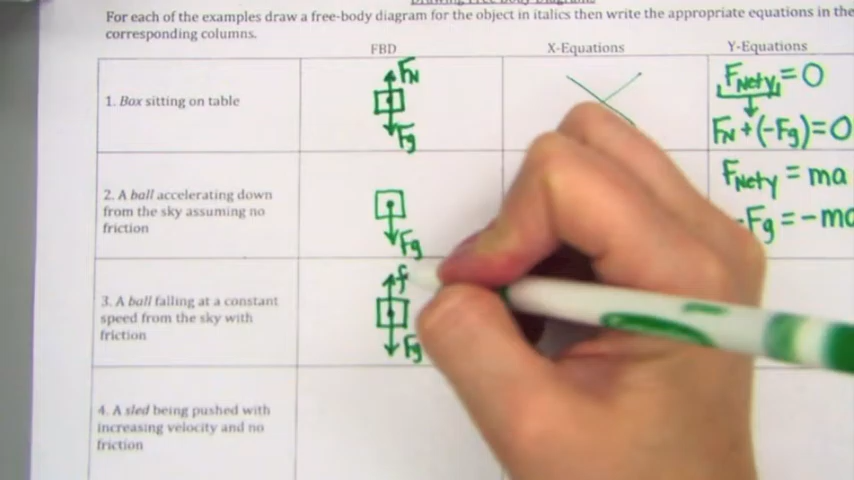 For each of the examples draw a free-body diagram for the object in italics then write the appropriate equations in the
corresponding columns.
FBD X-Equations Y-Equations
1. Box sitting on table
FN
Fg
FNety = 0
FN + (-Fg) = 0
2. A ball accelerating down
from the sky assuming no
friction
Fg
FNety = ma
-Fg = -ma
3. A ball falling at a constant
speed from the sky with
friction
f
Fg
4. A sled being pushed with
increasing velocity and no
friction